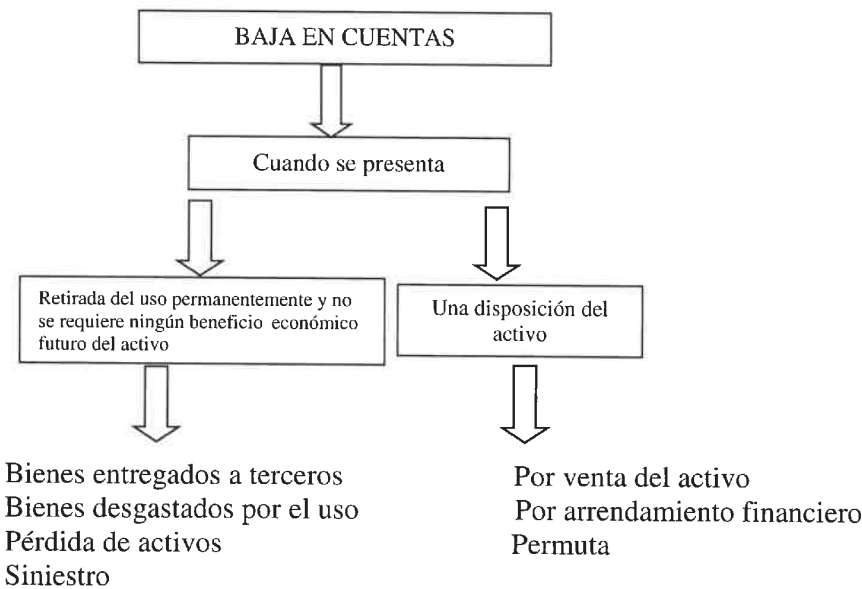 BAJA EN CUENTAS
Cuando se presenta
Retirada del uso permanentemente y no
se requiere ningún beneficio económico
futuro del activo
Una disposición del
activo
Bienes entregados a terceros
Bienes desgastados por el uso
Pérdida de activos
Siniestro
Por venta del activo
Por arrendamiento financiero
Permuta